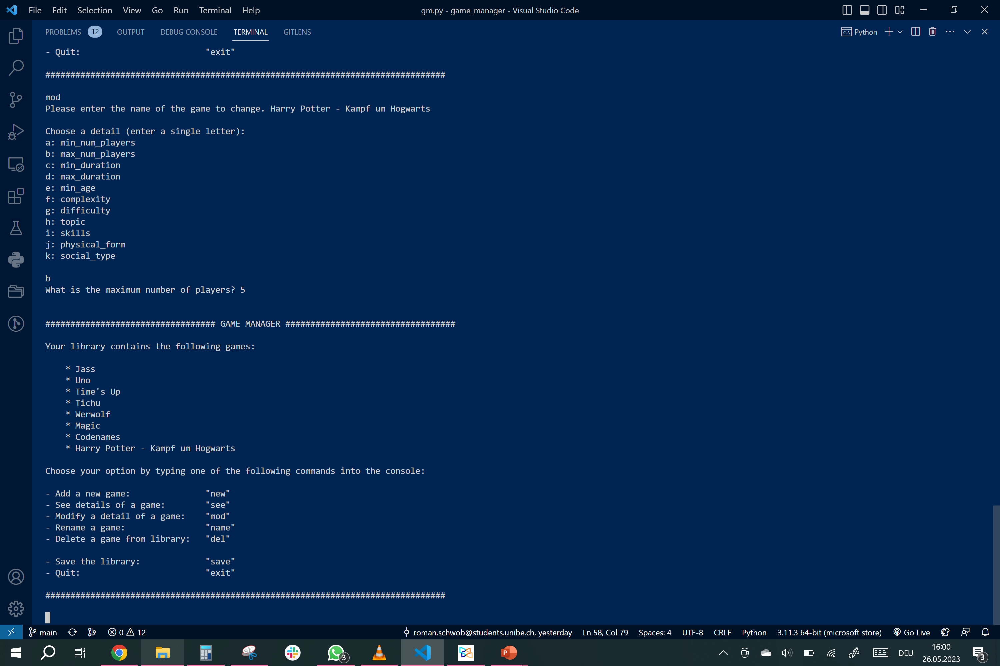 File Edit Selection View Go Run Terminal Help gm.py - game_manager - Visual Studio Code
PROBLEMS 12 OUTPUT DEBUG CONSOLE TERMINAL GITLENS Python
- Quit: "exit"
################################################################################
mod
Please enter the name of the game to change. Harry Potter - Kampf um Hogwarts
Choose a detail (enter a single letter):
a: min_num_players
b: max_num_players
c: min_duration
d: max_duration
e: min_age
f: complexity
g: difficulty
h: topic
i: skills
j: physical_form
k: social_type
b
What is the maximum number of players? 5
################################## GAME MANAGER ##################################
Your library contains the following games:
* Jass
* Uno
* Time's Up
* Tichu
* Werwolf
* Magic
* Codenames
* Harry Potter - Kampf um Hogwarts
Choose your option by typing one of the following commands into the console:
- Add a new game: "new"
- See details of a game: "see"
- Modify a detail of a game: "mod"
- Rename a game: "name"
- Delete a game from library: "del"
- Save the library: "save"
- Quit: "exit"
################################################################################
main 0 12 roman.schwob@students.unibe.ch, yesterday Ln 58, Col 79 Spaces: 4 UTF-8 CRLF Python 3.11.3 64-bit (microsoft store) Go Live
3 P DEU 16:00 3
26.05.2023